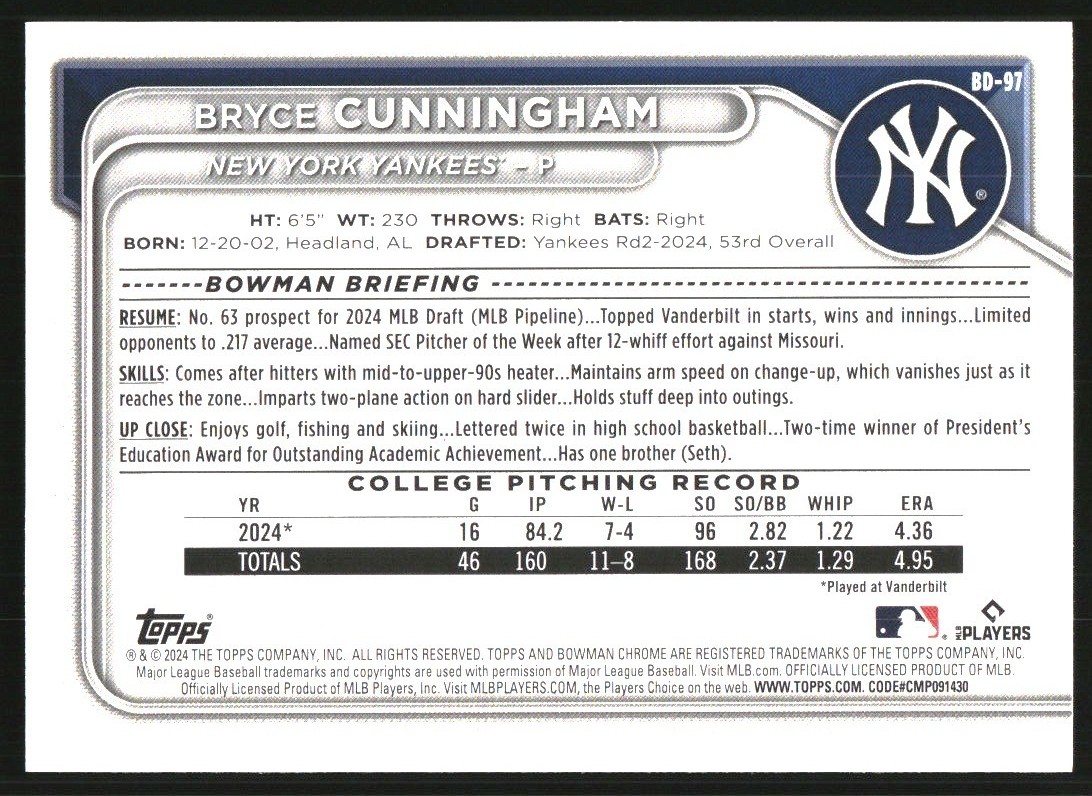 BD-97
BRYCE CUNNINGHAM
NEW YORK YANKEES™ – P
NY®
HT: 6'5" WT: 230 THROWS: Right BATS: Right
BORN: 12-20-02, Headland, AL DRAFTED: Yankees Rd2-2024, 53rd Overall
-------BOWMAN BRIEFING ------------------------------------------------
RESUME: No. 63 prospect for 2024 MLB Draft (MLB Pipeline)...Topped Vanderbilt in starts, wins and innings...Limited
opponents to .217 average...Named SEC Pitcher of the Week after 12-whiff effort against Missouri.
SKILLS: Comes after hitters with mid-to-upper-90s heater...Maintains arm speed on change-up, which vanishes just as it
reaches the zone...Imparts two-plane action on hard slider...Holds stuff deep into outings.
UP CLOSE: Enjoys golf, fishing and skiing...Lettered twice in high school basketball...Two-time winner of President's
Education Award for Outstanding Academic Achievement...Has one brother (Seth).
COLLEGE PITCHING RECORD
YR G IP W-L SO SO/BB WHIP ERA
2024* 16 84.2 7-4 96 2.82 1.22 4.36
TOTALS 46 160 11–8 168 2.37 1.29 4.95
*Played at Vanderbilt
Topps® ® MLB PLAYERS
® & © 2024 THE TOPPS COMPANY, INC. ALL RIGHTS RESERVED. TOPPS AND BOWMAN CHROME ARE REGISTERED TRADEMARKS OF THE TOPPS COMPANY, INC.
Major League Baseball trademarks and copyrights are used with permission of Major League Baseball. Visit MLB.com. OFFICIALLY LICENSED PRODUCT OF MLB.
Officially Licensed Product of MLB Players, Inc. Visit MLBPLAYERS.COM, the Players Choice on the web. WWW.TOPPS.COM. CODE#CMP091430